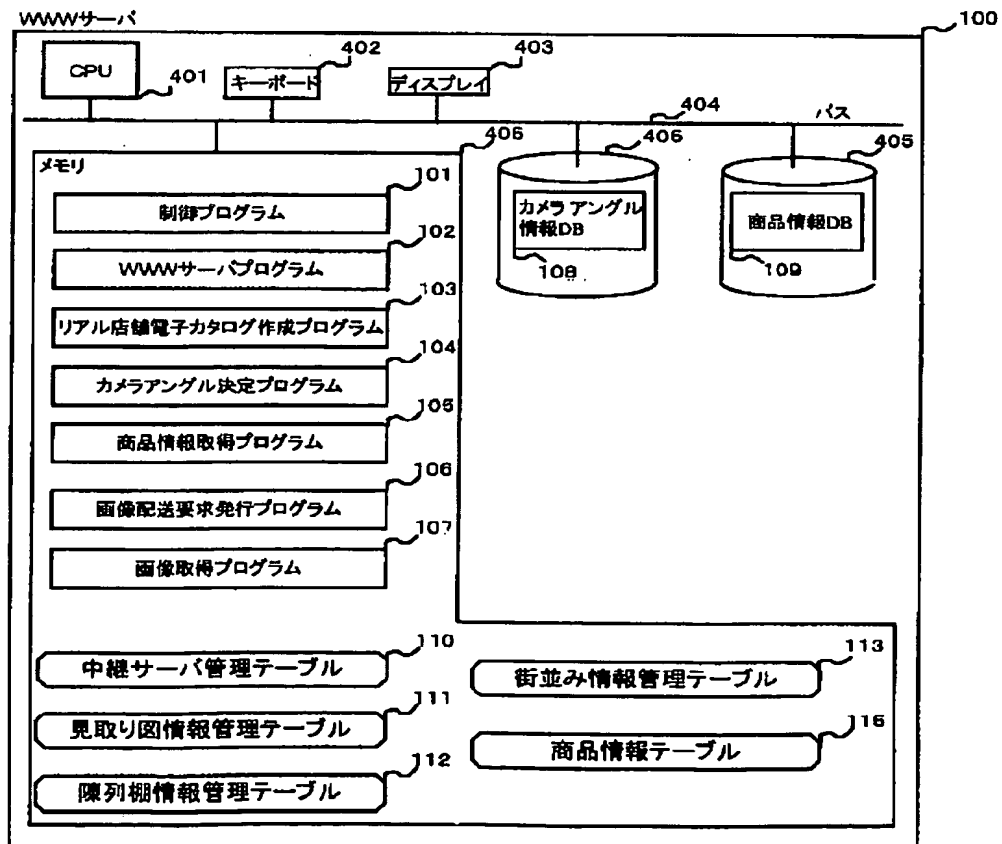 WWWサーバ
100
CPU
401
402
キーボード
403
ディスプレイ
404
バス
406
メモリ
406
405
カメラアングル
情報DB
108
商品情報DB
109
101
制御プログラム
102
WWWサーバプログラム
103
リアル店舗電子カタログ作成プログラム
104
カメラアングル決定プログラム
105
商品情報取得プログラム
106
画像配送要求発行プログラム
107
画像取得プログラム
110
中継サーバ管理テーブル
111
見取り図情報管理テーブル
112
陳列棚情報管理テーブル
113
街並み情報管理テーブル
115
商品情報テーブル